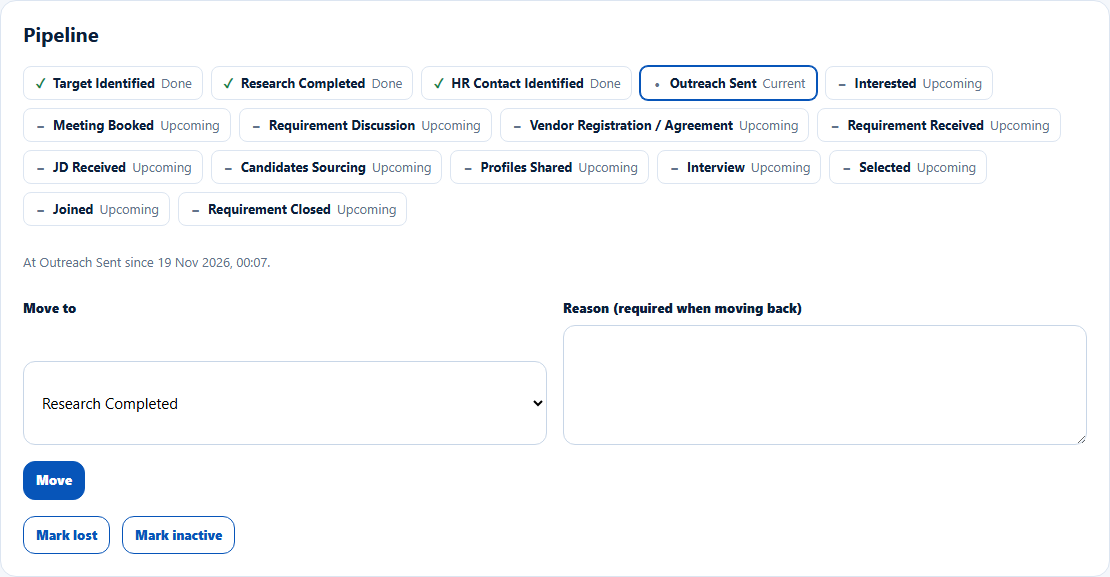 Pipeline
✓ Target Identified Done ✓ Research Completed Done ✓ HR Contact Identified Done • Outreach Sent Current – Interested Upcoming
– Meeting Booked Upcoming – Requirement Discussion Upcoming – Vendor Registration / Agreement Upcoming – Requirement Received Upcoming
– JD Received Upcoming – Candidates Sourcing Upcoming – Profiles Shared Upcoming – Interview Upcoming – Selected Upcoming
– Joined Upcoming – Requirement Closed Upcoming
At Outreach Sent since 19 Nov 2026, 00:07.
Move to
Reason (required when moving back)
Research Completed
Move
Mark lost Mark inactive